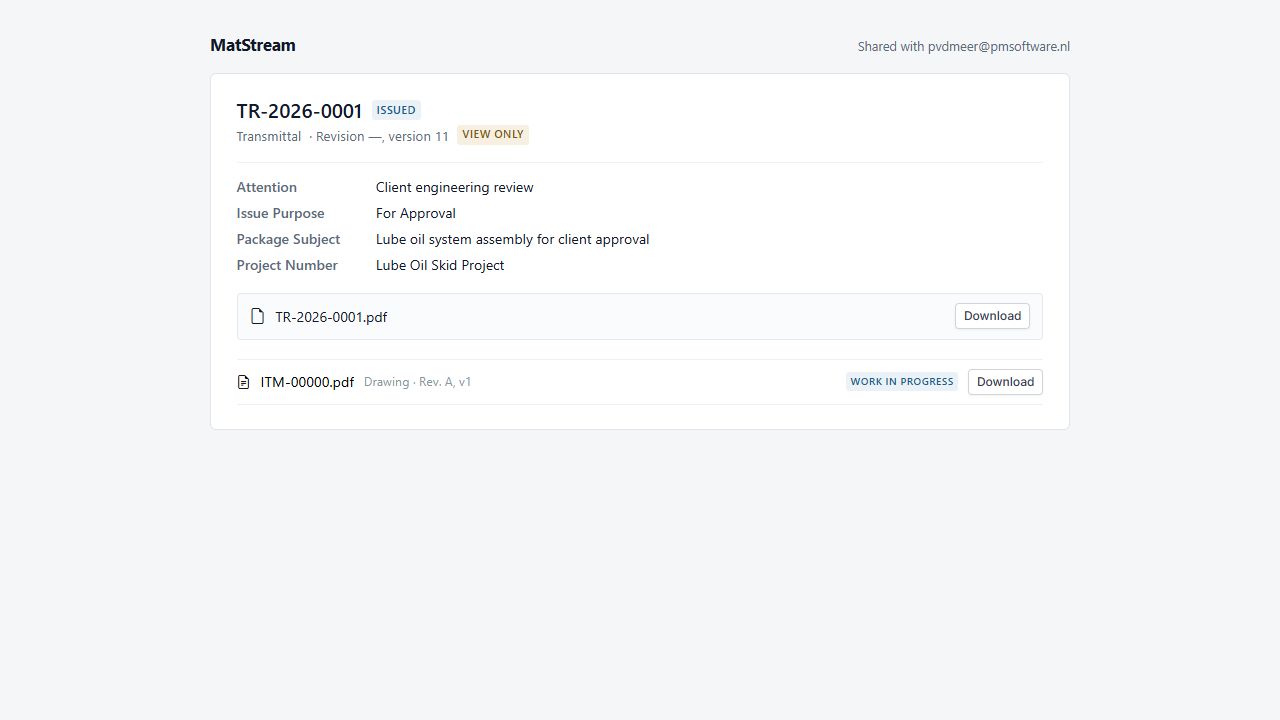 MatStream
Shared with pvdmeer@pmsoftware.nl
TR-2026-0001 ISSUED
Transmittal · Revision —, version 11 VIEW ONLY
Attention Client engineering review
Issue Purpose For Approval
Package Subject Lube oil system assembly for client approval
Project Number Lube Oil Skid Project
TR-2026-0001.pdf Download
ITM-00000.pdf Drawing · Rev. A, v1 WORK IN PROGRESS Download